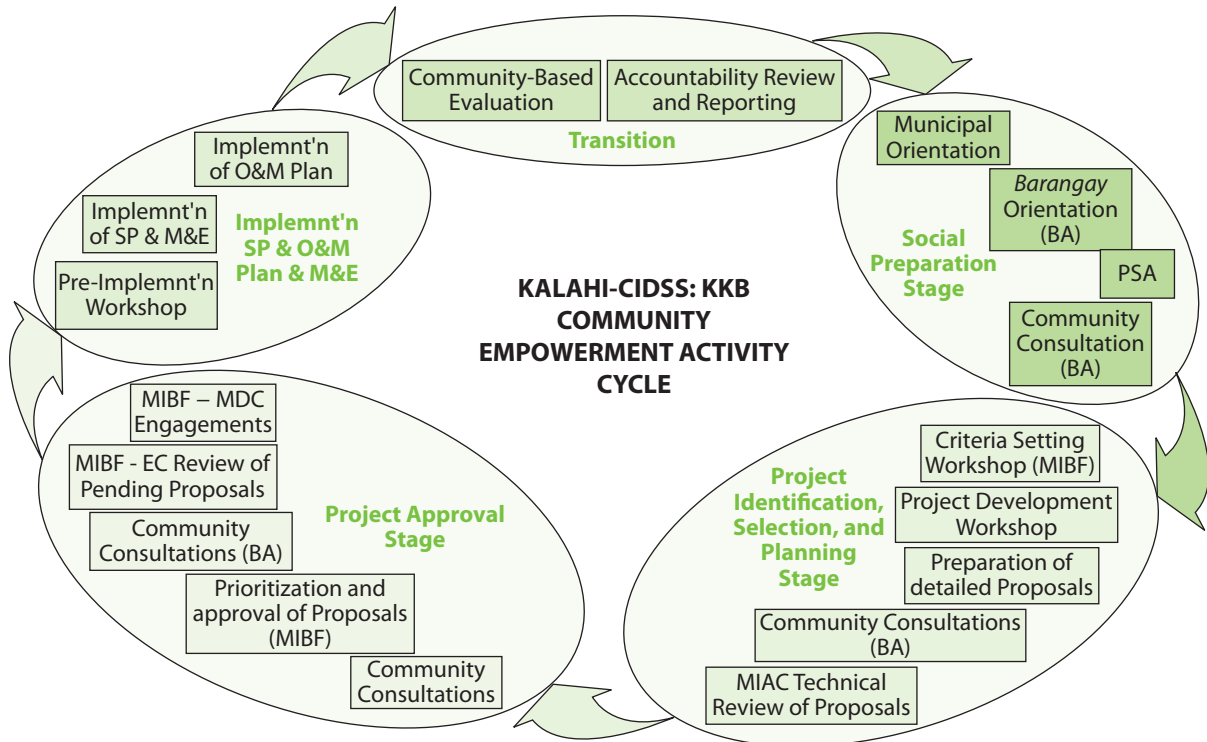 Community-Based
Evaluation
Accountability Review
and Reporting
Transition
Municipal
Orientation
Barangay
Orientation
(BA)
PSA
Community
Consultation
(BA)
Social
Preparation
Stage
Criteria Setting
Workshop (MIBF)
Project Development
Workshop
Preparation of
detailed Proposals
Community Consultations
(BA)
MIAC Technical
Review of Proposals
Project
Identification,
Selection, and
Planning
Stage
MIBF – MDC
Engagements
MIBF - EC Review of
Pending Proposals
Community
Consultations (BA)
Prioritization and
approval of Proposals
(MIBF)
Community
Consultations
Project Approval
Stage
Implemnt'n
of O&M Plan
Implemnt'n
of SP & M&E
Pre-Implemnt'n
Workshop
Implemnt'n
SP & O&M
Plan & M&E
KALAHI-CIDSS: KKB
COMMUNITY
EMPOWERMENT ACTIVITY
CYCLE